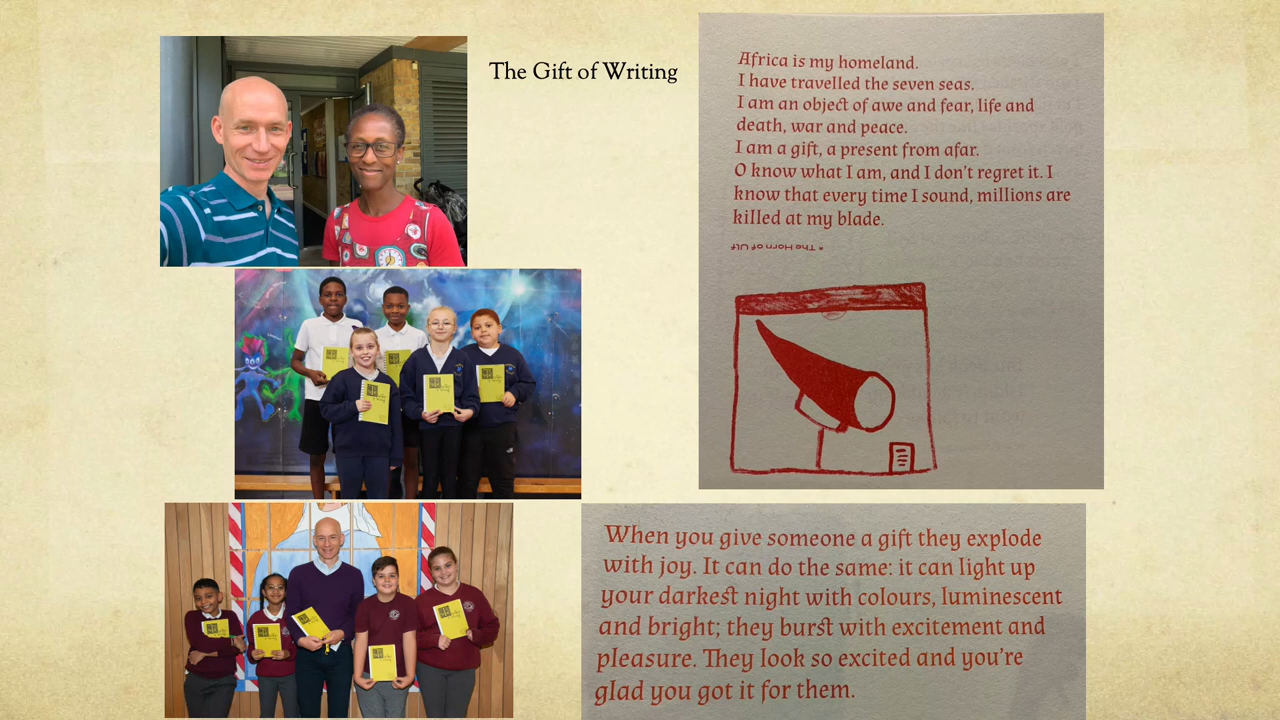 The Gift of Writing
Africa is my homeland.
I have travelled the seven seas.
I am an object of awe and fear, life and
death, war and peace.
I am a gift, a present from afar.
O know what I am, and I don't regret it. I
know that every time I sound, millions are
killed at my blade.
* The Horn of Ulf
When you give someone a gift they explode
with joy. It can do the same: it can light up
your darkest night with colours, luminescent
and bright; they burst with excitement and
pleasure. They look so excited and you're
glad you got it for them.